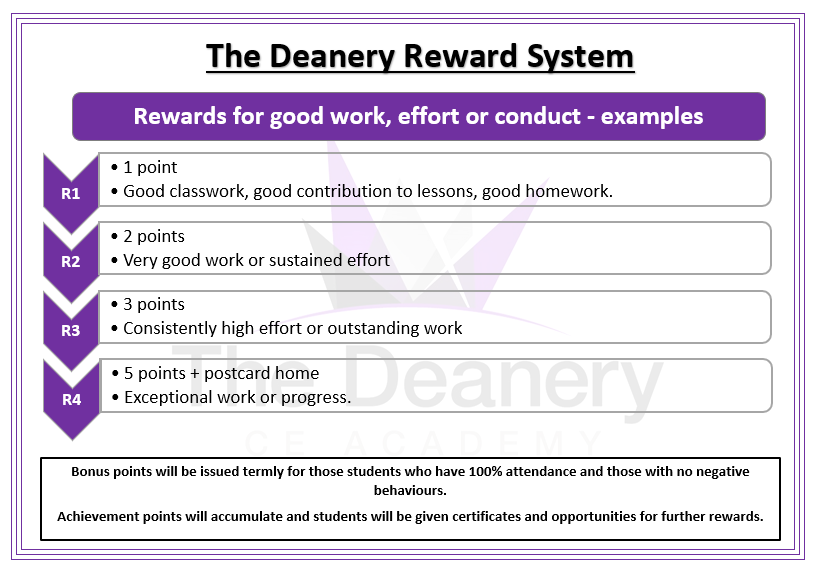 The Deanery Reward System
Rewards for good work, effort or conduct - examples
R1
• 1 point
• Good classwork, good contribution to lessons, good homework.
R2
• 2 points
• Very good work or sustained effort
R3
• 3 points
• Consistently high effort or outstanding work
R4
• 5 points + postcard home
• Exceptional work or progress.
The Deanery
CE ACADEMY
Bonus points will be issued termly for those students who have 100% attendance and those with no negative
behaviours.
Achievement points will accumulate and students will be given certificates and opportunities for further rewards.